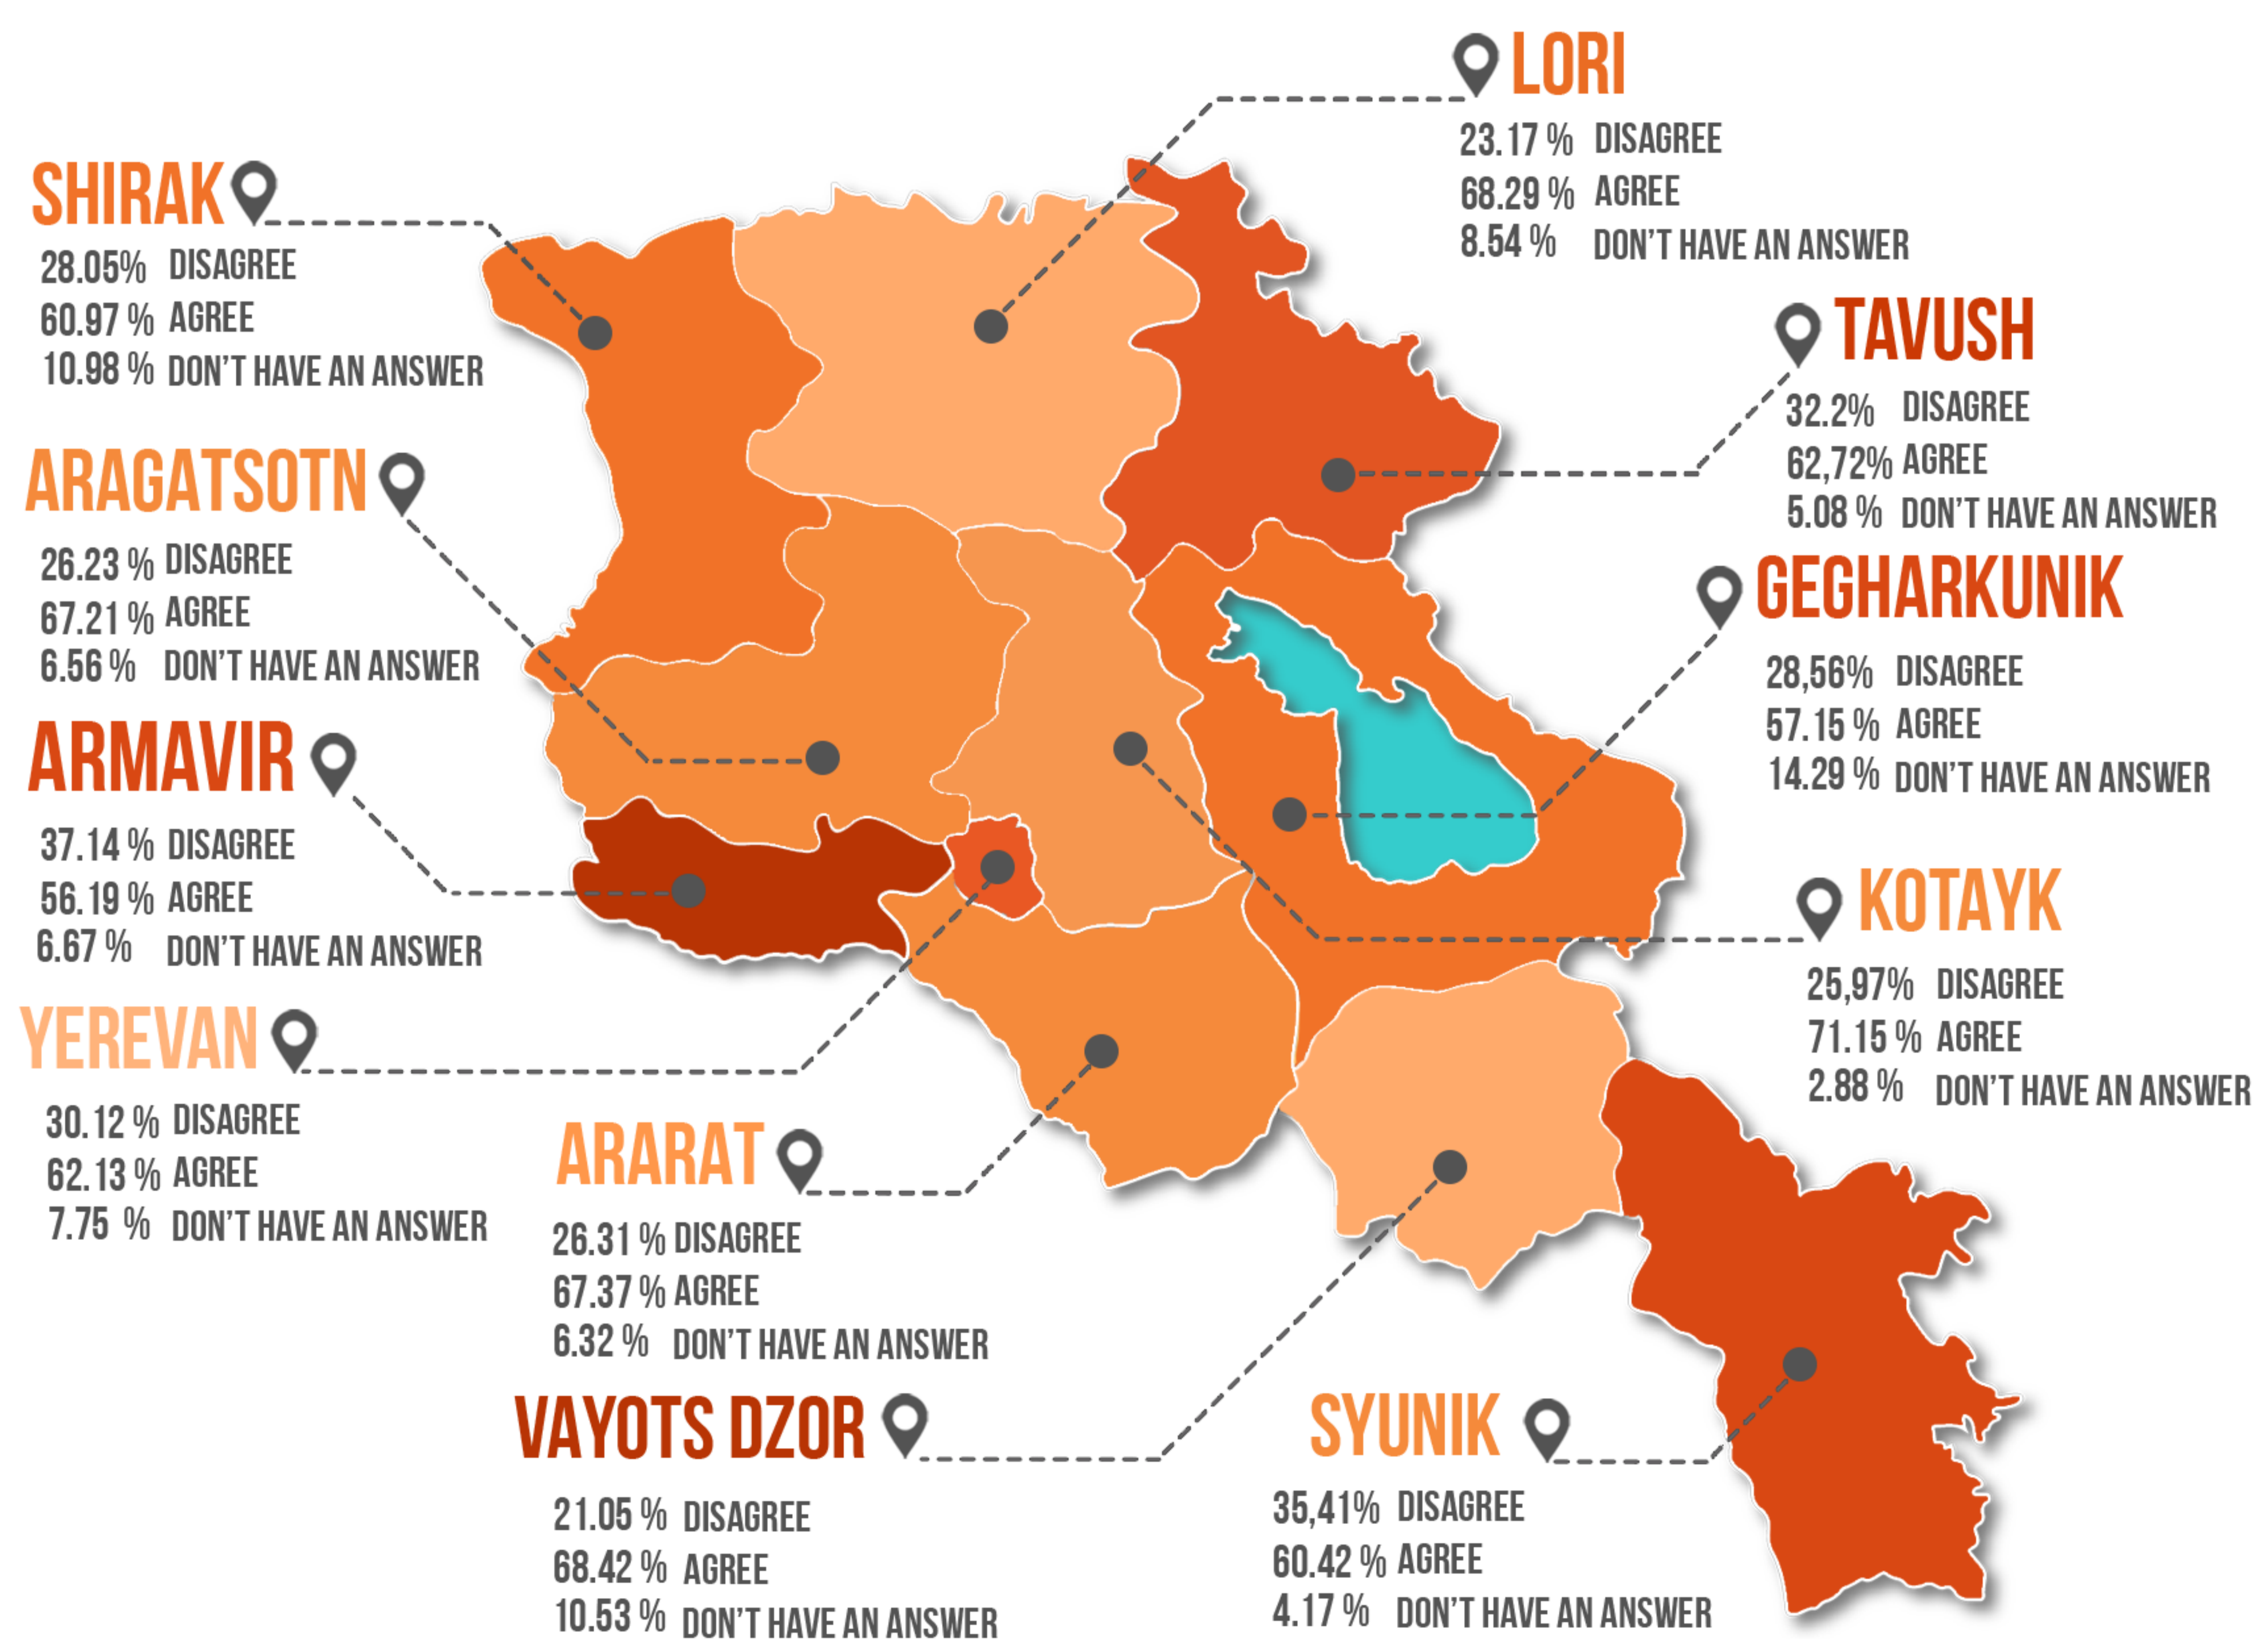 LORI
23.17 % DISAGREE
68.29 % AGREE
8.54 % DON'T HAVE AN ANSWER
SHIRAK
28.05% DISAGREE
60.97 % AGREE
10.98 % DON'T HAVE AN ANSWER
TAVUSH
32.2% DISAGREE
62,72% AGREE
5.08 % DON'T HAVE AN ANSWER
ARAGATSOTN
26.23 % DISAGREE
67.21 % AGREE
6.56 % DON'T HAVE AN ANSWER
GEGHARKUNIK
28,56% DISAGREE
57.15 % AGREE
14.29 % DON'T HAVE AN ANSWER
ARMAVIR
37.14 % DISAGREE
56.19 % AGREE
6.67 % DON'T HAVE AN ANSWER
KOTAYK
25,97% DISAGREE
71.15 % AGREE
2.88 % DON'T HAVE AN ANSWER
YEREVAN
30.12 % DISAGREE
62.13 % AGREE
7.75 % DON'T HAVE AN ANSWER
ARARAT
26.31 % DISAGREE
67.37 % AGREE
6.32 % DON'T HAVE AN ANSWER
VAYOTS DZOR
21.05 % DISAGREE
68.42 % AGREE
10.53 % DON'T HAVE AN ANSWER
SYUNIK
35,41% DISAGREE
60.42 % AGREE
4.17 % DON'T HAVE AN ANSWER